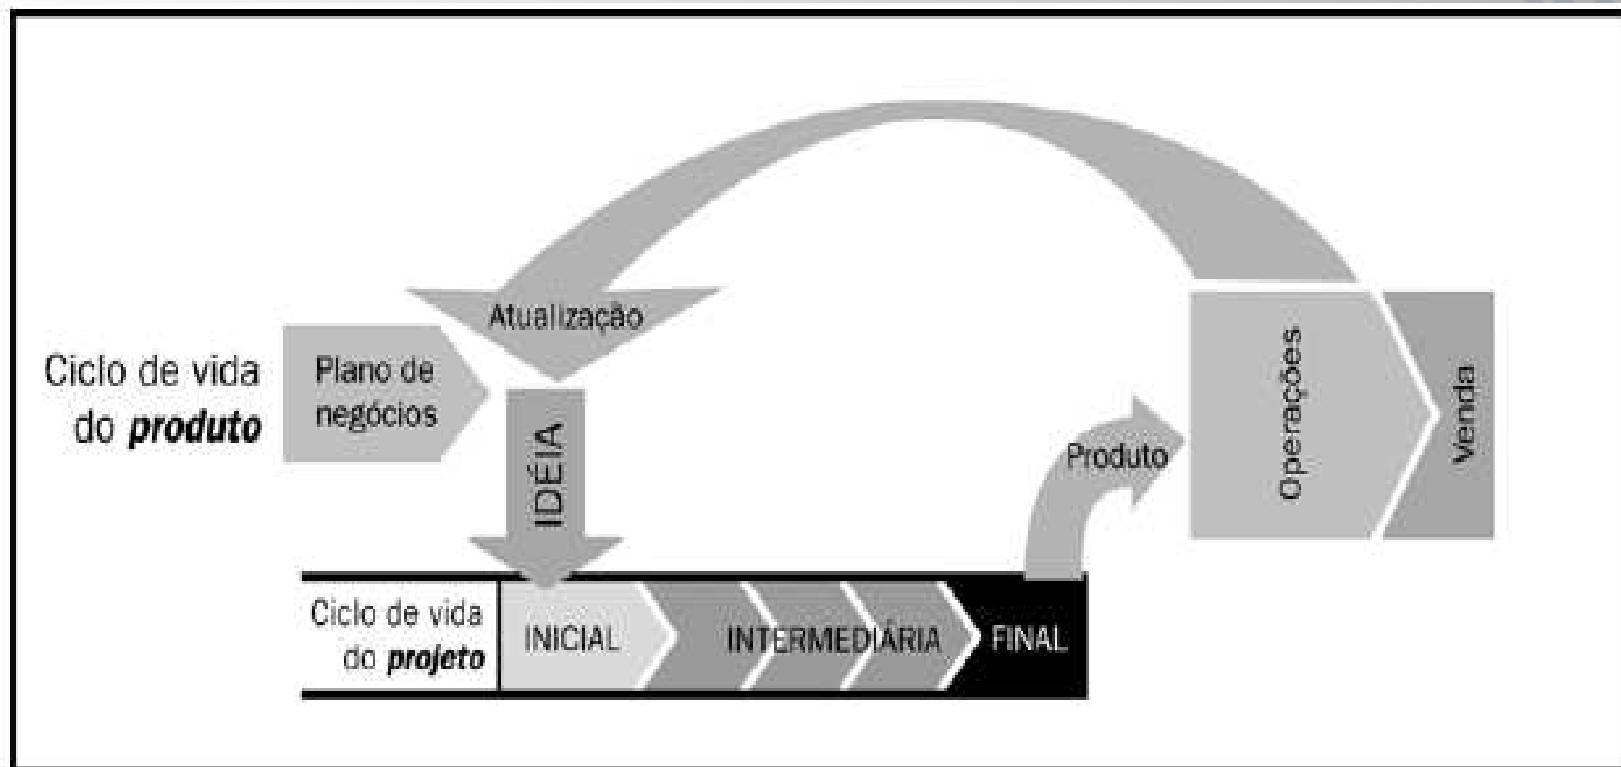 Ciclo de vida
do produto
Plano de
negócios
Atualização
IDÉIA
Produto
Operações
Venda
Ciclo de vida
do projeto
INICIAL
INTERMEDIÁRIA
FINAL